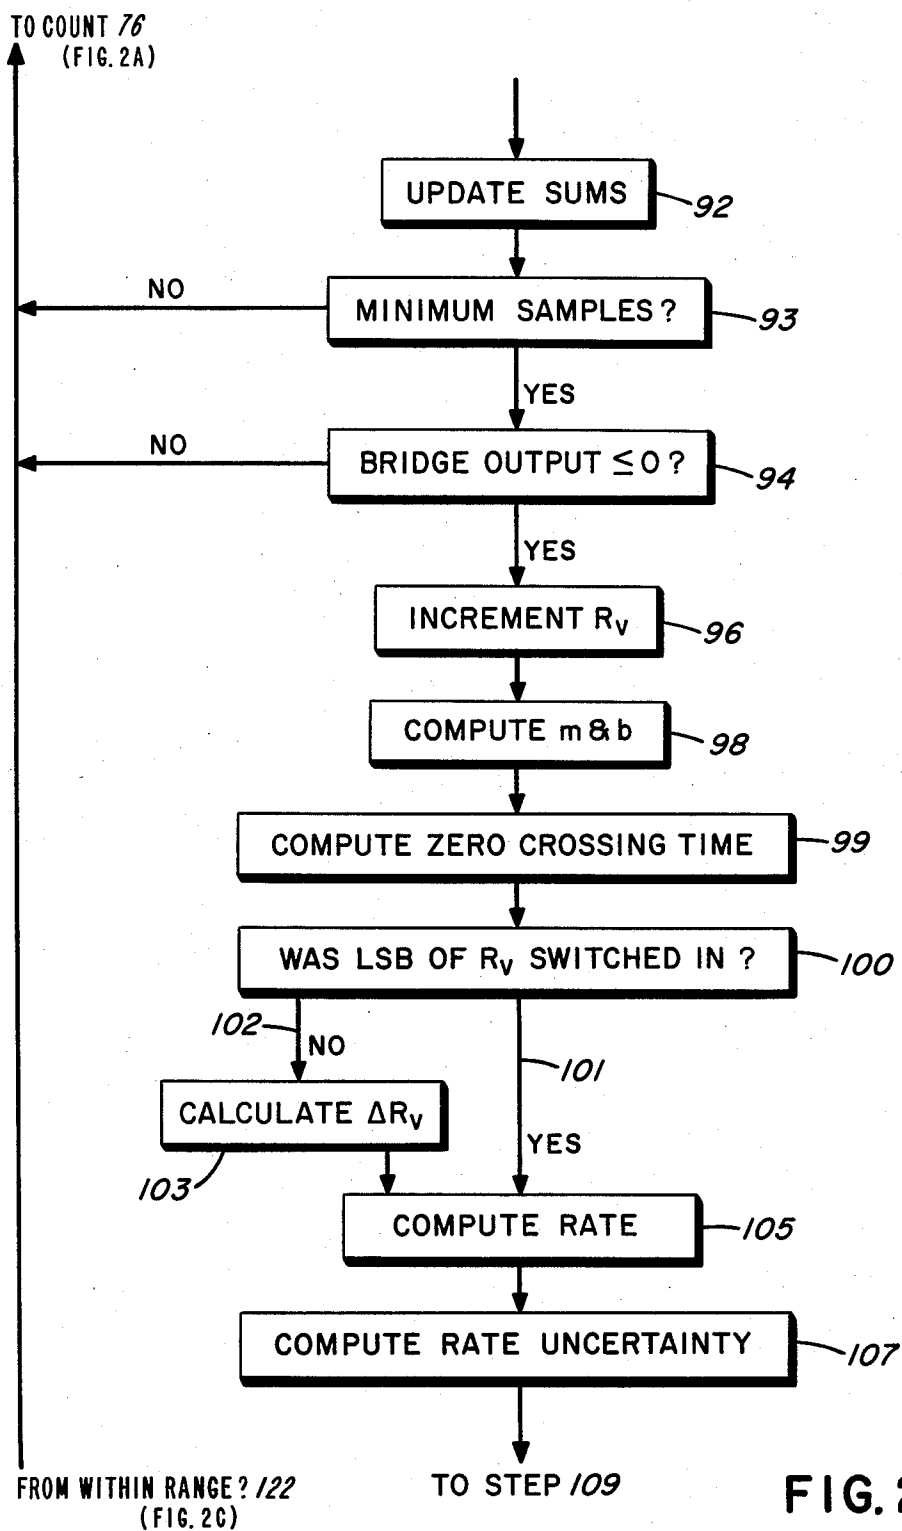 TO COUNT 76
(FIG. 2A)
UPDATE SUMS
92
NO
MINIMUM SAMPLES?
93
YES
NO
BRIDGE OUTPUT ≤ 0?
94
YES
INCREMENT Rv
96
COMPUTE m & b
98
COMPUTE ZERO CROSSING TIME
99
WAS LSB OF Rv SWITCHED IN ?
100
102
NO
101
CALCULATE ΔRv
YES
103
COMPUTE RATE
105
COMPUTE RATE UNCERTAINTY
107
FROM WITHIN RANGE? 122
(FIG. 2C)
TO STEP 109
FIG. 2